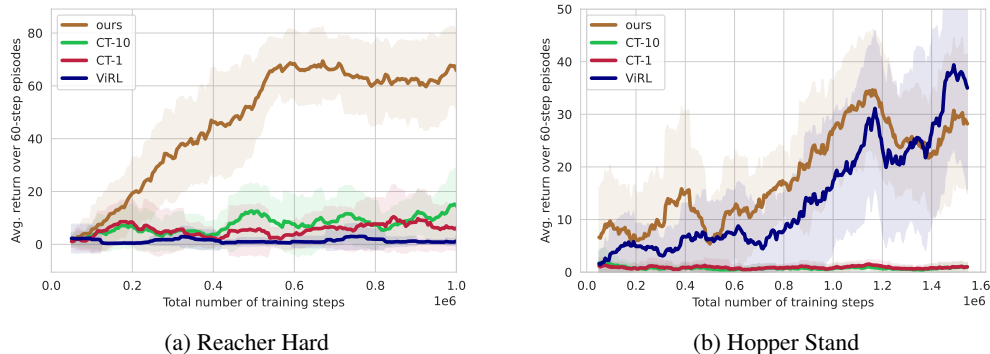 80
60
40
20
0
Avg. return over 60-step episodes
ours
CT-10
CT-1
ViRL
0.0
0.2
0.4
0.6
0.8
1.0
1e6
Total number of training steps
(a) Reacher Hard
50
40
30
20
10
0
Avg. return over 60-step episodes
ours
CT-10
CT-1
ViRL
0.0
0.2
0.4
0.6
0.8
1.0
1.2
1.4
1.6
1e6
Total number of training steps
(b) Hopper Stand